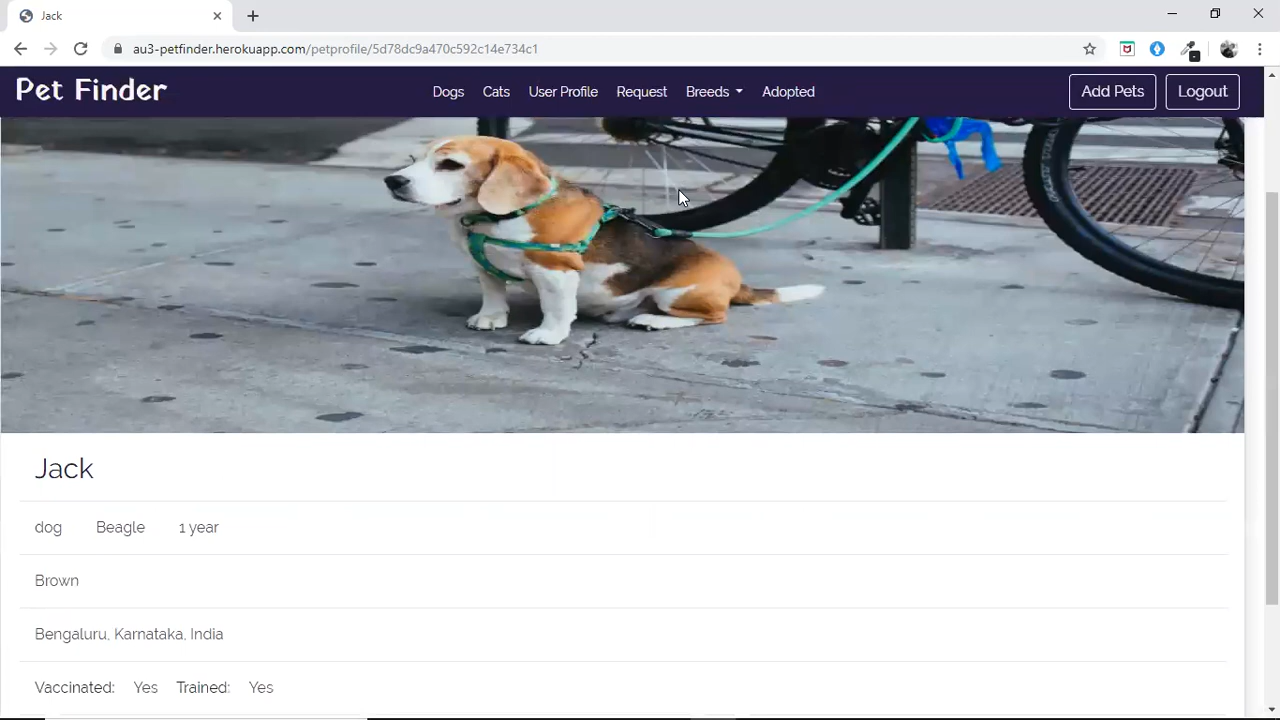 Jack
au3-petfinder.herokuapp.com/petprofile/5d78dc9a470c592c14e734c1
Pet Finder Dogs Cats User Profile Request Breeds Adopted Add Pets Logout
Jack
dog Beagle 1 year
Brown
Bengaluru, Karnataka, India
Vaccinated: Yes Trained: Yes